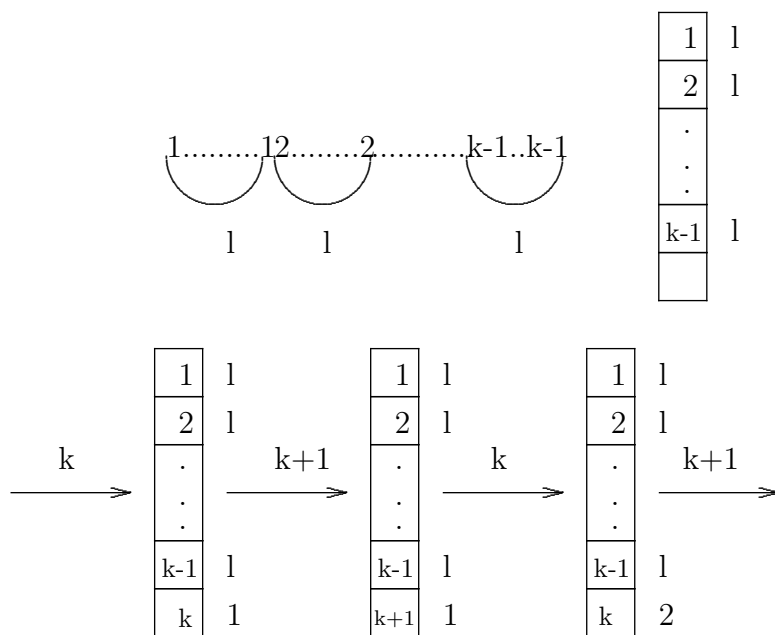 1 l
2 l
.
1..........12.........2...........k-1..k-1
.
.
l l l
k-1 l
1 l 1 l 1 l
2 l 2 l 2 l
k k+1 k k+1
. . .
. . .
. . .
k-1 l k-1 l k-1 l
k 1 k+1 1 k 2